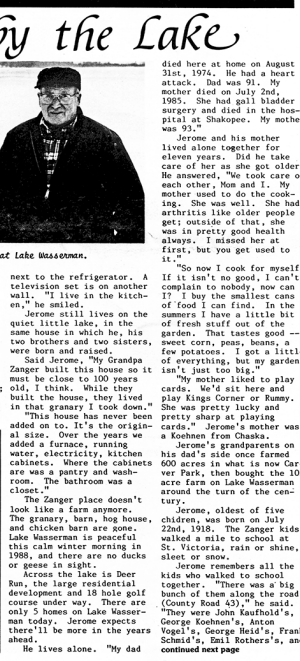 by the Lake
at Lake Wasserman.
next to the refrigerator. A
television set is on another
wall. "I live in the kitch-
en," he smiled.
Jerome still lives on the
quiet little lake, in the
same house in which he, his
two brothers and two sisters,
were born and raised.
Said Jerome, "My Grandpa
Zanger built this house so it
must be close to 100 years
old, I think. While they
built the house, they lived
in that granary I took down."
"This house has never been
added on to. It's the origin-
al size. Over the years we
added a furnace, running
water, electricity, kitchen
cabinets. Where the cabinets
are was a pantry and wash-
room. The bathroom was a
closet."
The Zanger place doesn't
look like a farm anymore.
The granary, barn, hog house,
and chicken barn are gone.
Lake Wasserman is peaceful
this calm winter morning in
1988, and there are no ducks
or geese in sight.
Across the lake is Deer
Run, the large residential
development and 18 hole golf
course under way. There are
only 5 homes on Lake Wasser-
man today. Jerome expects
there'll be more in the years
ahead.
He lives alone. "My dad
died here at home on August
31st, 1974. He had a heart
attack. Dad was 91. My
mother died on July 2nd,
1985. She had gall bladder
surgery and died in the hos-
pital at Shakopee. My mothe
was 93."
Jerome and his mother
lived alone together for
eleven years. Did he take
care of her as she got older
He answered, "We took care o
each other, Mom and I. My
mother used to do the cook-
ing. She was well. She had
arthritis like older people
get; outside of that, she
was in pretty good health
always. I missed her at
first, but you get used to
it."
"So now I cook for myself
If it isn't no good, I can't
complain to nobody, now can
I? I buy the smallest cans
of food I can find. In the
summers I have a little bit
of fresh stuff out of the
garden. That tastes good --
sweet corn, peas, beans, a
few potatoes. I got a littl
of everything, but my garden
isn't just too big."
"My mother liked to play
cards. We'd sit here and
play Kings Corner or Rummy.
She was pretty lucky and
pretty sharp at playing
cards." Jerome's mother was
a Koehnen from Chaska.
Jerome's grandparents on
his dad's side once farmed
600 acres in what is now Car
ver Park, then bought the 10
acre farm on Lake Wasserman
around the turn of the cen-
tury.
Jerome, oldest of five
chidren, was born on July
22nd, 1918. The Zanger kids
walked a mile to school at
St. Victoria, rain or shine,
sleet or snow.
Jerome remembers all the
kids who walked to school
together. "There was a big
bunch of them along the road
(County Road 43)," he said.
"They were John Kaufhold's,
George Koehnen's, Anton
Vogel's, George Heid's, Fran
Schmid's, Emil Rothers's, an
continued next page